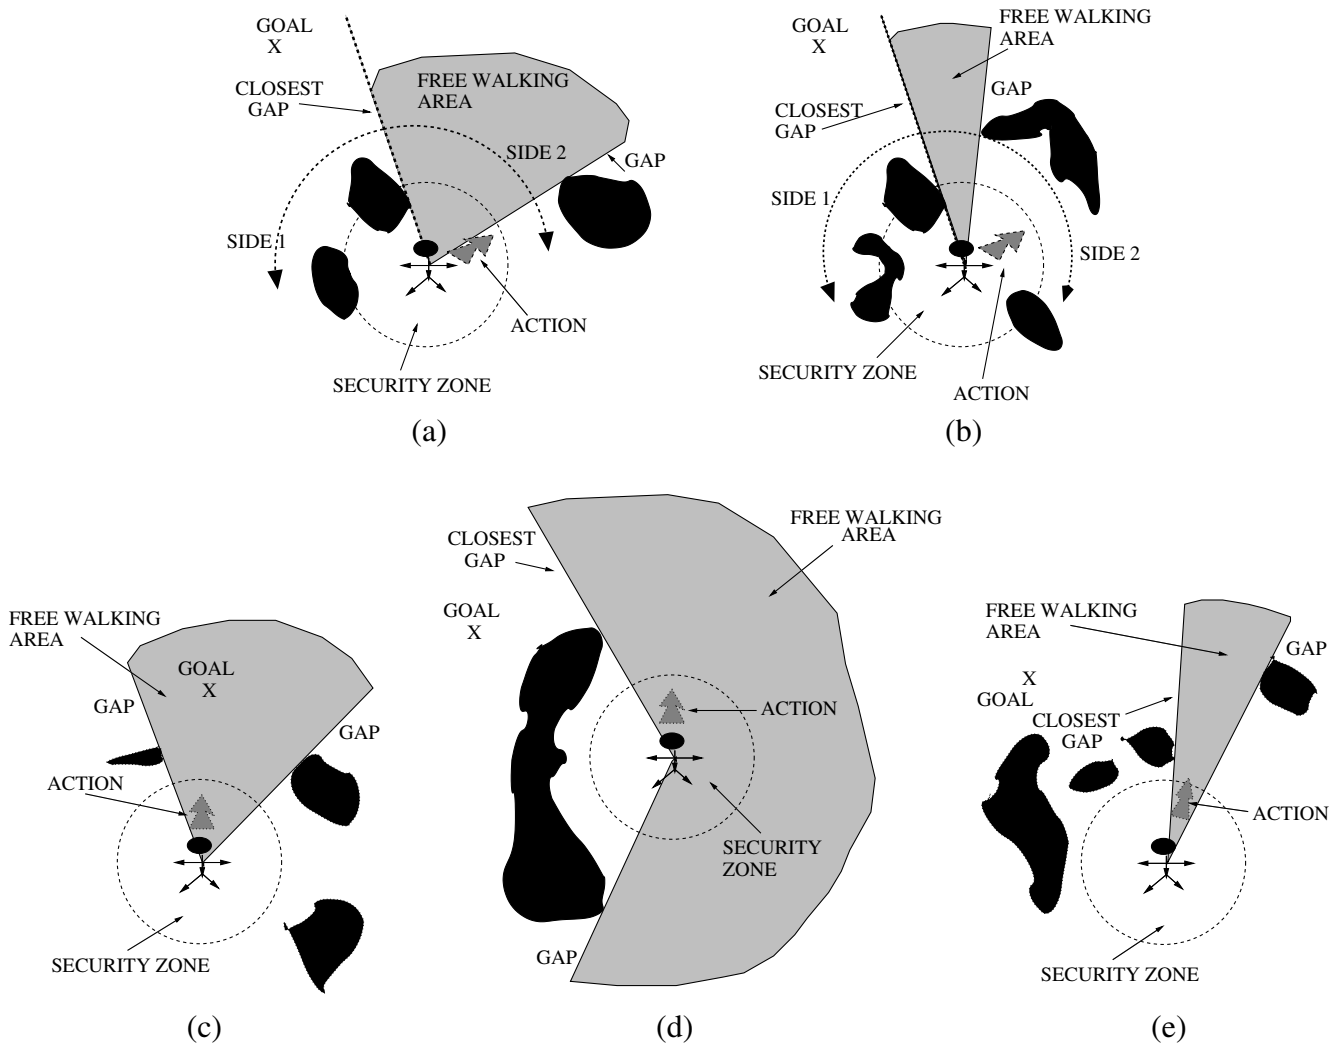 GOAL
X
CLOSEST
GAP
FREE WALKING
AREA
SIDE 2
GAP
SIDE 1
ACTION
SECURITY ZONE
(a)
GOAL
X
FREE WALKING
AREA
CLOSEST
GAP
GAP
SIDE 1
SIDE 2
SECURITY ZONE
ACTION
(b)
FREE WALKING
AREA
GOAL
X
GAP
GAP
ACTION
SECURITY ZONE
(c)
CLOSEST
GAP
FREE WALKING
AREA
GOAL
X
ACTION
SECURITY
ZONE
GAP
(d)
FREE WALKING
AREA
GAP
X
GOAL
CLOSEST
GAP
ACTION
SECURITY ZONE
(e)